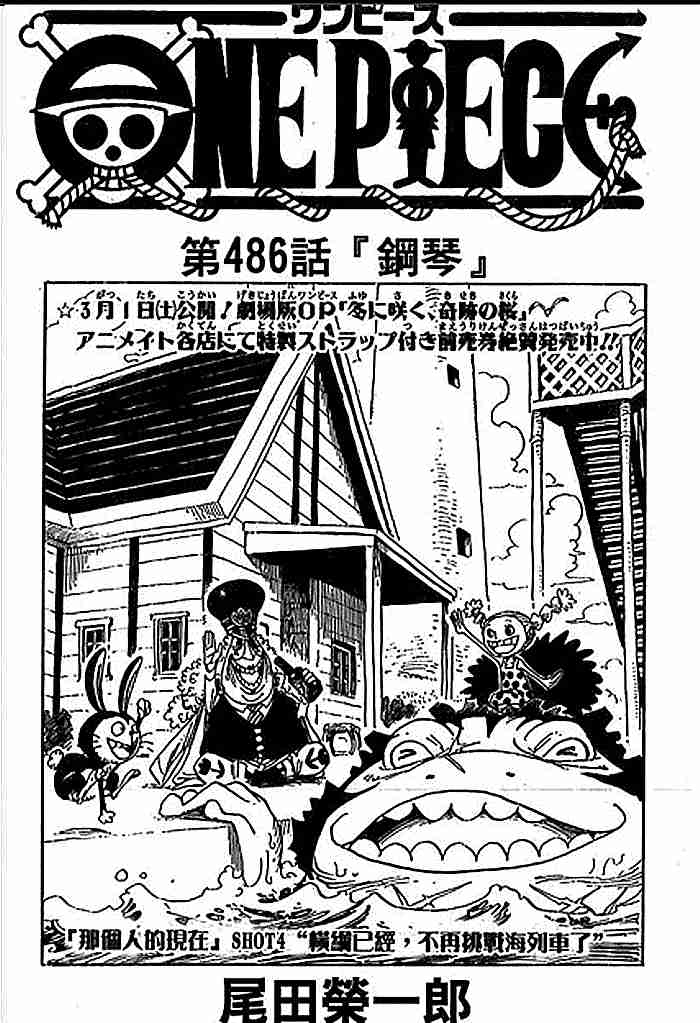 ワンピース
ONE PIECE
第486話『鋼琴』
☆3月1日(土)公開!劇場版OP「冬に咲く、奇跡の桜」
アニメイト各店にて特製ストラップ付き前売券絶賛発売中!!
『那個人的現在』SHOT4 “橫綱已經，不再挑戰海列車了”
尾田榮一郎